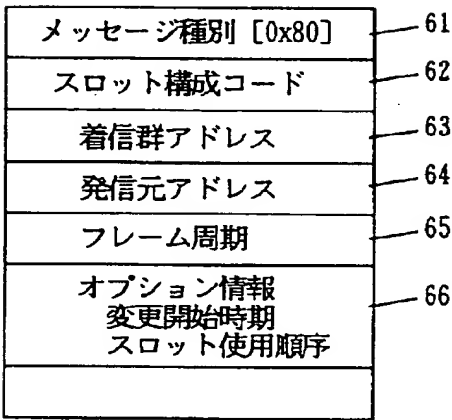 メッセージ種別［0x80］ 61
スロット構成コード 62
着信群アドレス 63
発信元アドレス 64
フレーム周期 65
オプション情報 66
変更開始時期
スロット使用順序